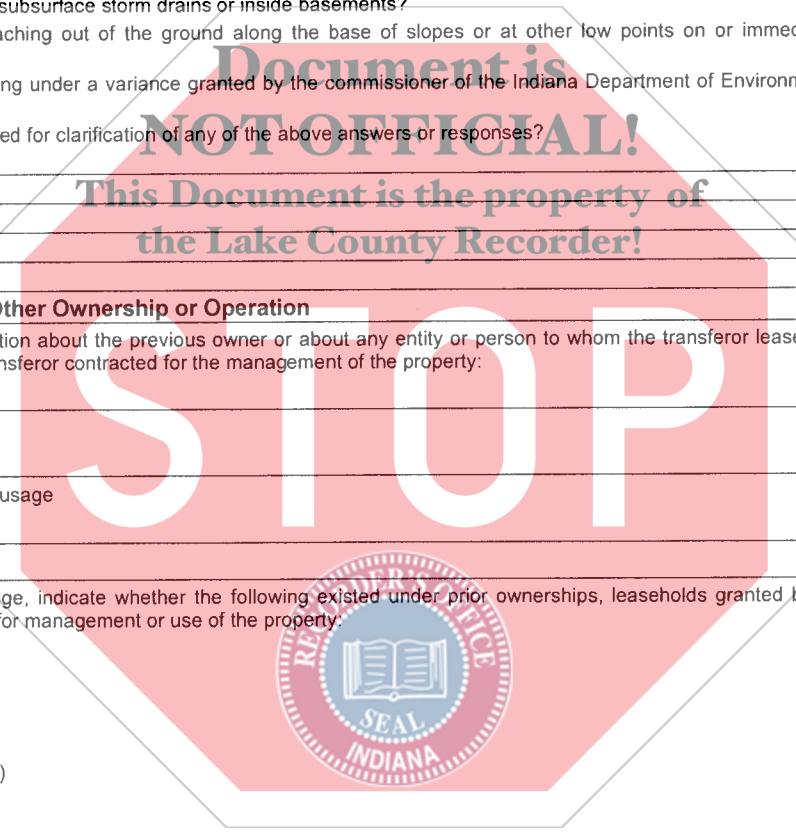 subsurface storm drains or inside basements?
aching out of the ground along the base of slopes or at other low points on or immed
Document is
ng under a variance granted by the commissioner of the Indiana Department of Environm
NOT OFFICIAL!
ed for clarification of any of the above answers or responses?
This Document is the property of
the Lake County Recorder!
Other Ownership or Operation
tion about the previous owner or about any entity or person to whom the transferor lease
nsferor contracted for the management of the property:
STOP
usage
ge, indicate whether the following existed under prior ownerships, leaseholds granted b
for management or use of the property:
RECORDER'S OFFICE
SEAL
INDIANA
)